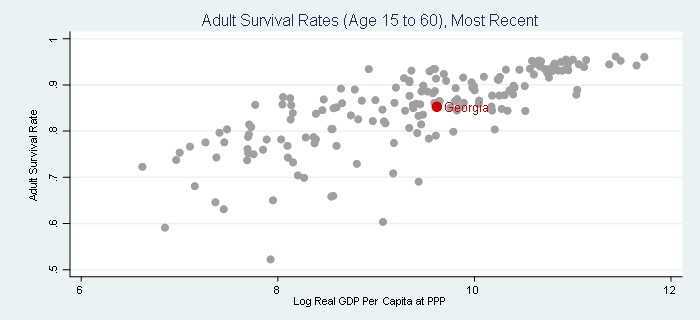 Adult Survival Rates (Age 15 to 60), Most Recent
1
.9
.8
.7
.6
.5
Adult Survival Rate
Georgia
6
8
10
12
Log Real GDP Per Capita at PPP